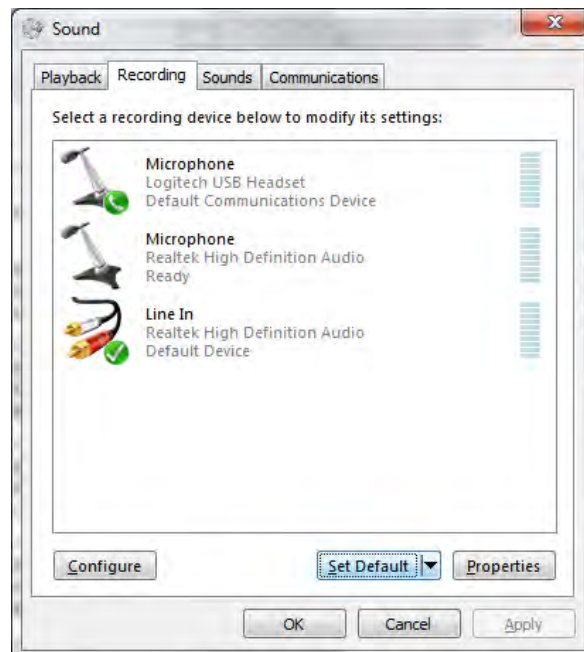 Sound
Playback Recording Sounds Communications
Select a recording device below to modify its settings:
Microphone
Logitech USB Headset
Default Communications Device
Microphone
Realtek High Definition Audio
Ready
Line In
Realtek High Definition Audio
Default Device
Configure Set Default Properties
OK Cancel Apply